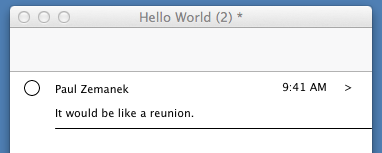 Hello World (2) *
Paul Zemanek 9:41 AM >
It would be like a reunion.